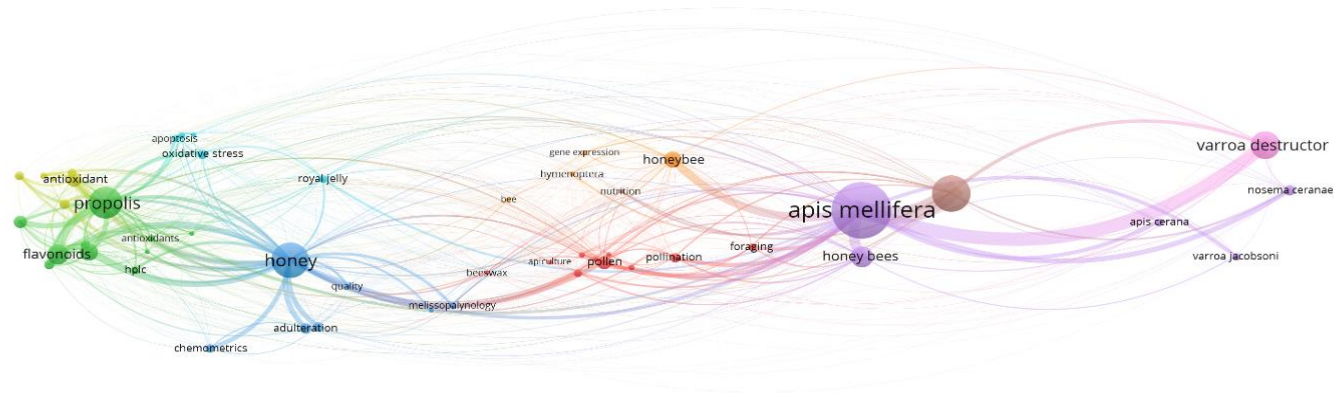 apoptosis
oxidative stress
antioxidant
propolis
flavonoids
antioxidants
hplc
royal jelly
honey
quality
adulteration
chemometrics
melissopalynology
beeswax
bee
gene expression
hymenoptera
nutrition
honeybee
apiculture
pollen
pollination
foraging
apis mellifera
honey bees
varroa destructor
nosema ceranae
apis cerana
varroa jacobsoni